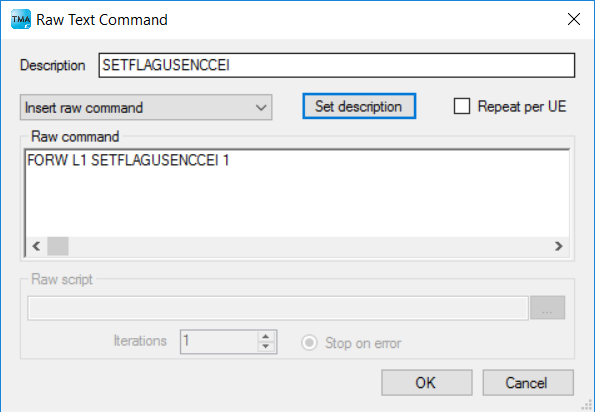 TMA Raw Text Command
Description SETFLAGUSENCCEI
Insert raw command Set description Repeat per UE
Raw command
FORW L1 SETFLAGUSENCCEI 1
Raw script
...
Iterations 1 Stop on error
OK Cancel